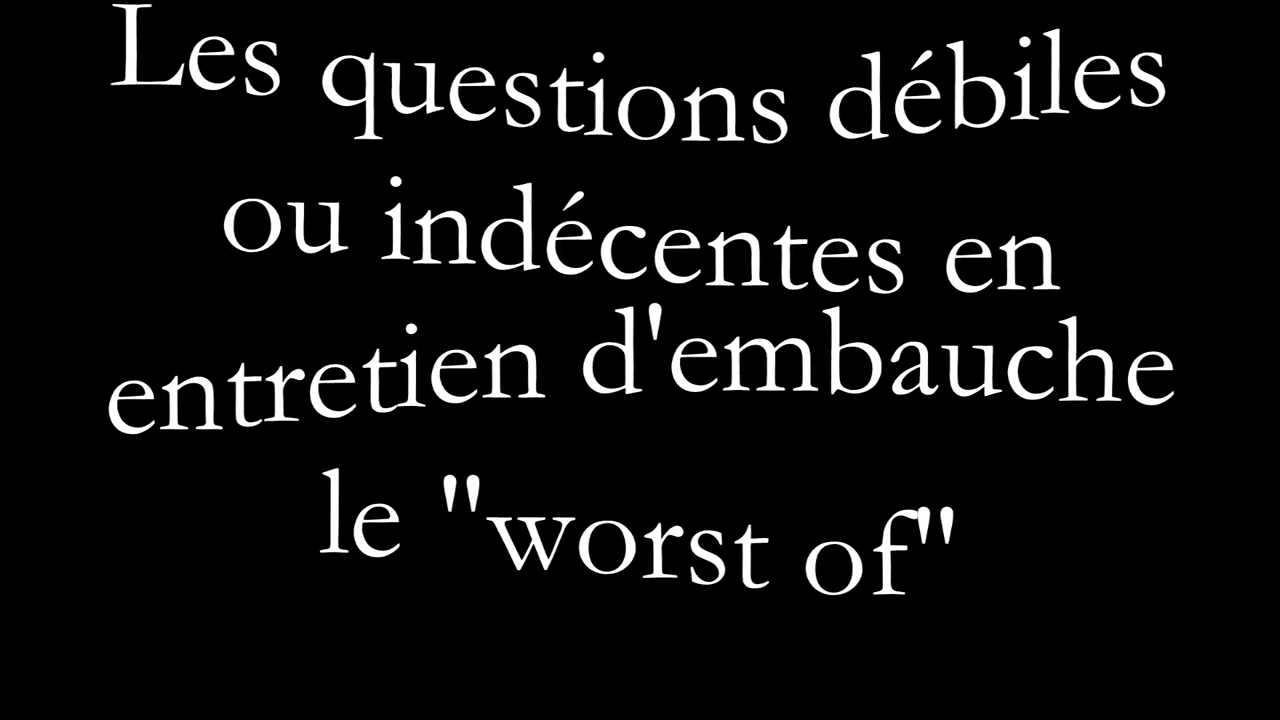 Les questions débiles
ou indécentes en
entretien d'embauche
le "worst of"